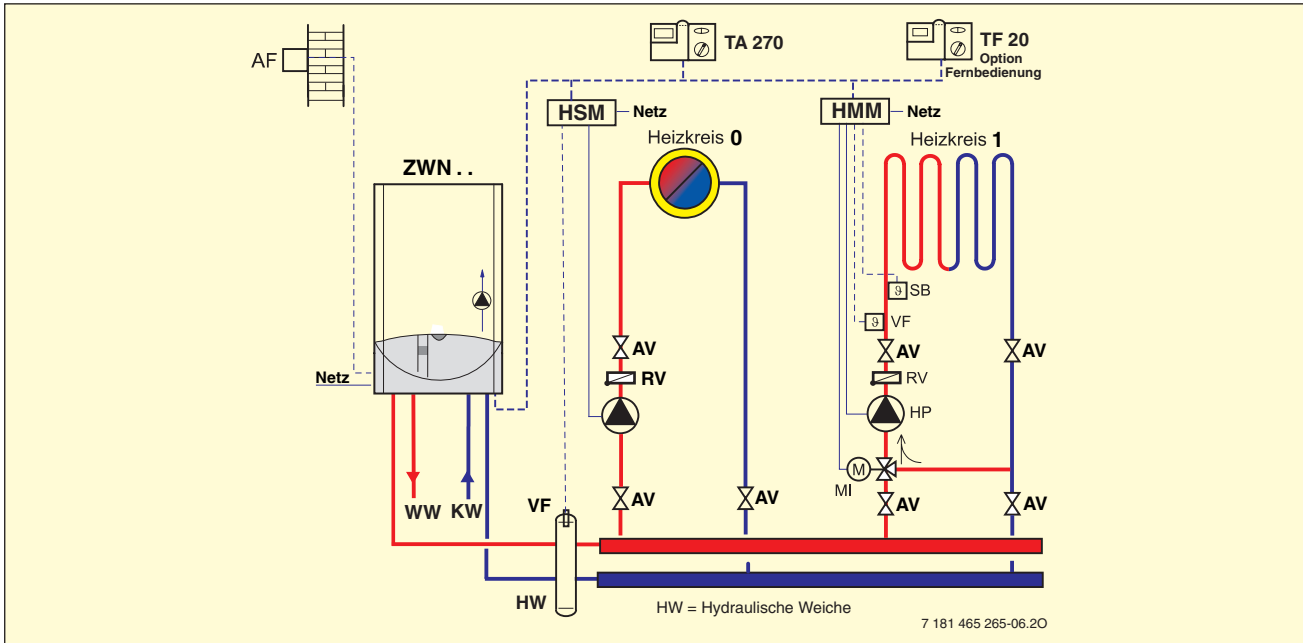 AF
TA 270
TF 20
Option
Fernbedienung
HSM
Netz
HMM
Netz
Heizkreis 0
Heizkreis 1
ZWN . .
ϑ SB
ϑ VF
AV
AV
AV
RV
RV
HP
Netz
M
MI
AV
AV
AV
AV
WW
KW
VF
HW
HW = Hydraulische Weiche
7 181 465 265-06.2O